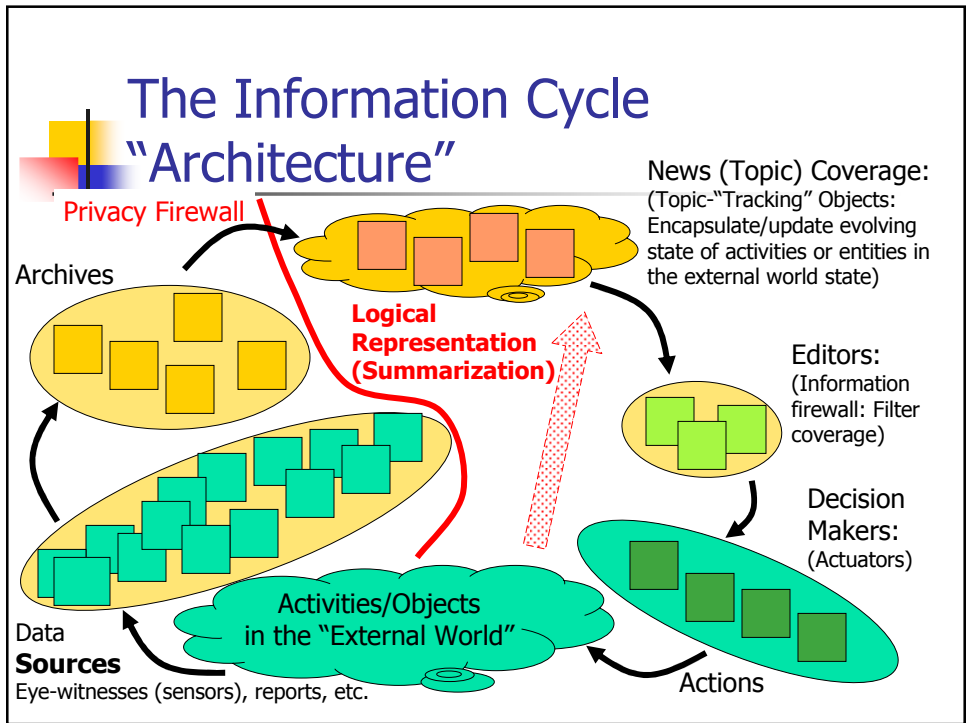 The Information Cycle
“Architecture”
Privacy Firewall
News (Topic) Coverage:
(Topic-“Tracking” Objects:
Encapsulate/update evolving
state of activities or entities in
the external world state)
Archives
Logical
Representation
(Summarization)
Editors:
(Information
firewall: Filter
coverage)
Decision
Makers:
(Actuators)
Activities/Objects
in the “External World”
Data
Sources
Eye-witnesses (sensors), reports, etc.
Actions